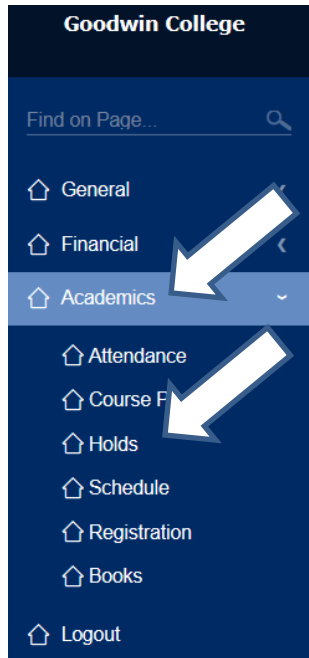 Goodwin College
Find on Page...
General
Financial
Academics
Attendance
Course
Holds
Schedule
Registration
Books
Logout